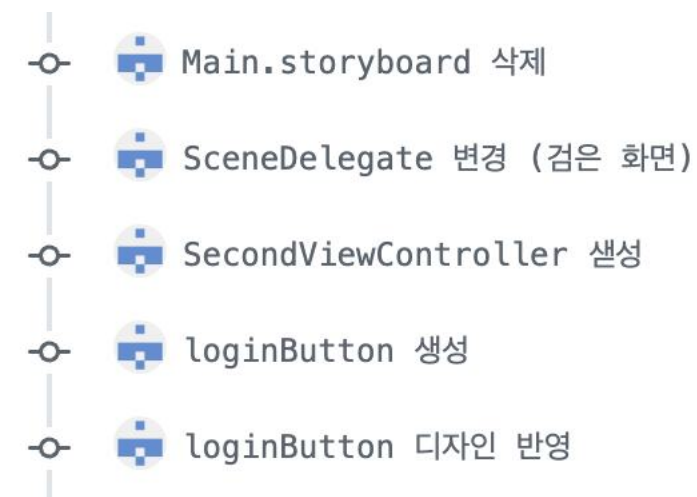 Main.storyboard 삭제
SceneDelegate 변경 (검은 화면)
SecondViewController 샏성
loginButton 생성
loginButton 디자인 반영